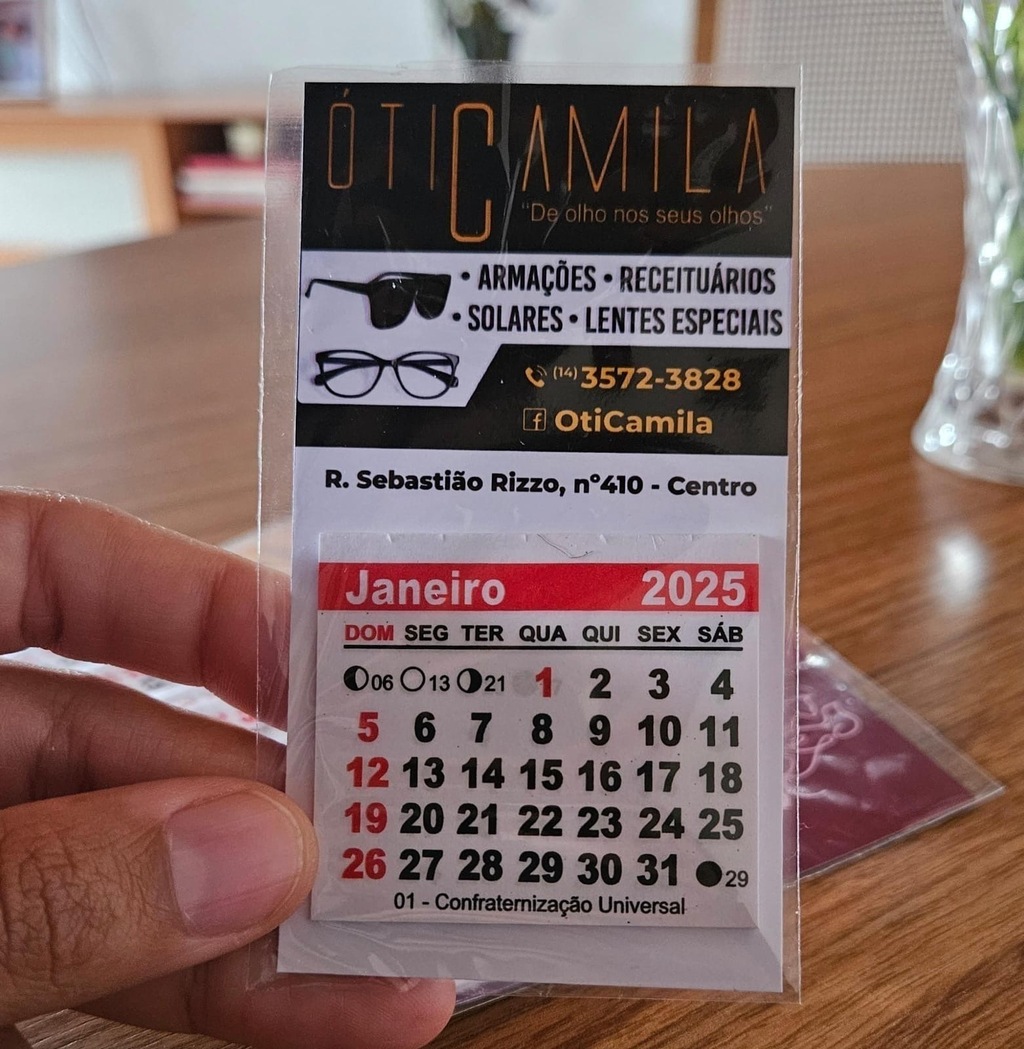 ÓTICAMILA
"De olho nos seus olhos"
• ARMAÇÕES • RECEITUÁRIOS
• SOLARES • LENTES ESPECIAIS
(14) 3572-3828
OtiCamila
R. Sebastião Rizzo, nº410 - Centro
Janeiro 2025
DOM SEG TER QUA QUI SEX SÁB
06 13 21 1 2 3 4
5 6 7 8 9 10 11
12 13 14 15 16 17 18
19 20 21 22 23 24 25
26 27 28 29 30 31 29
01 - Confraternização Universal